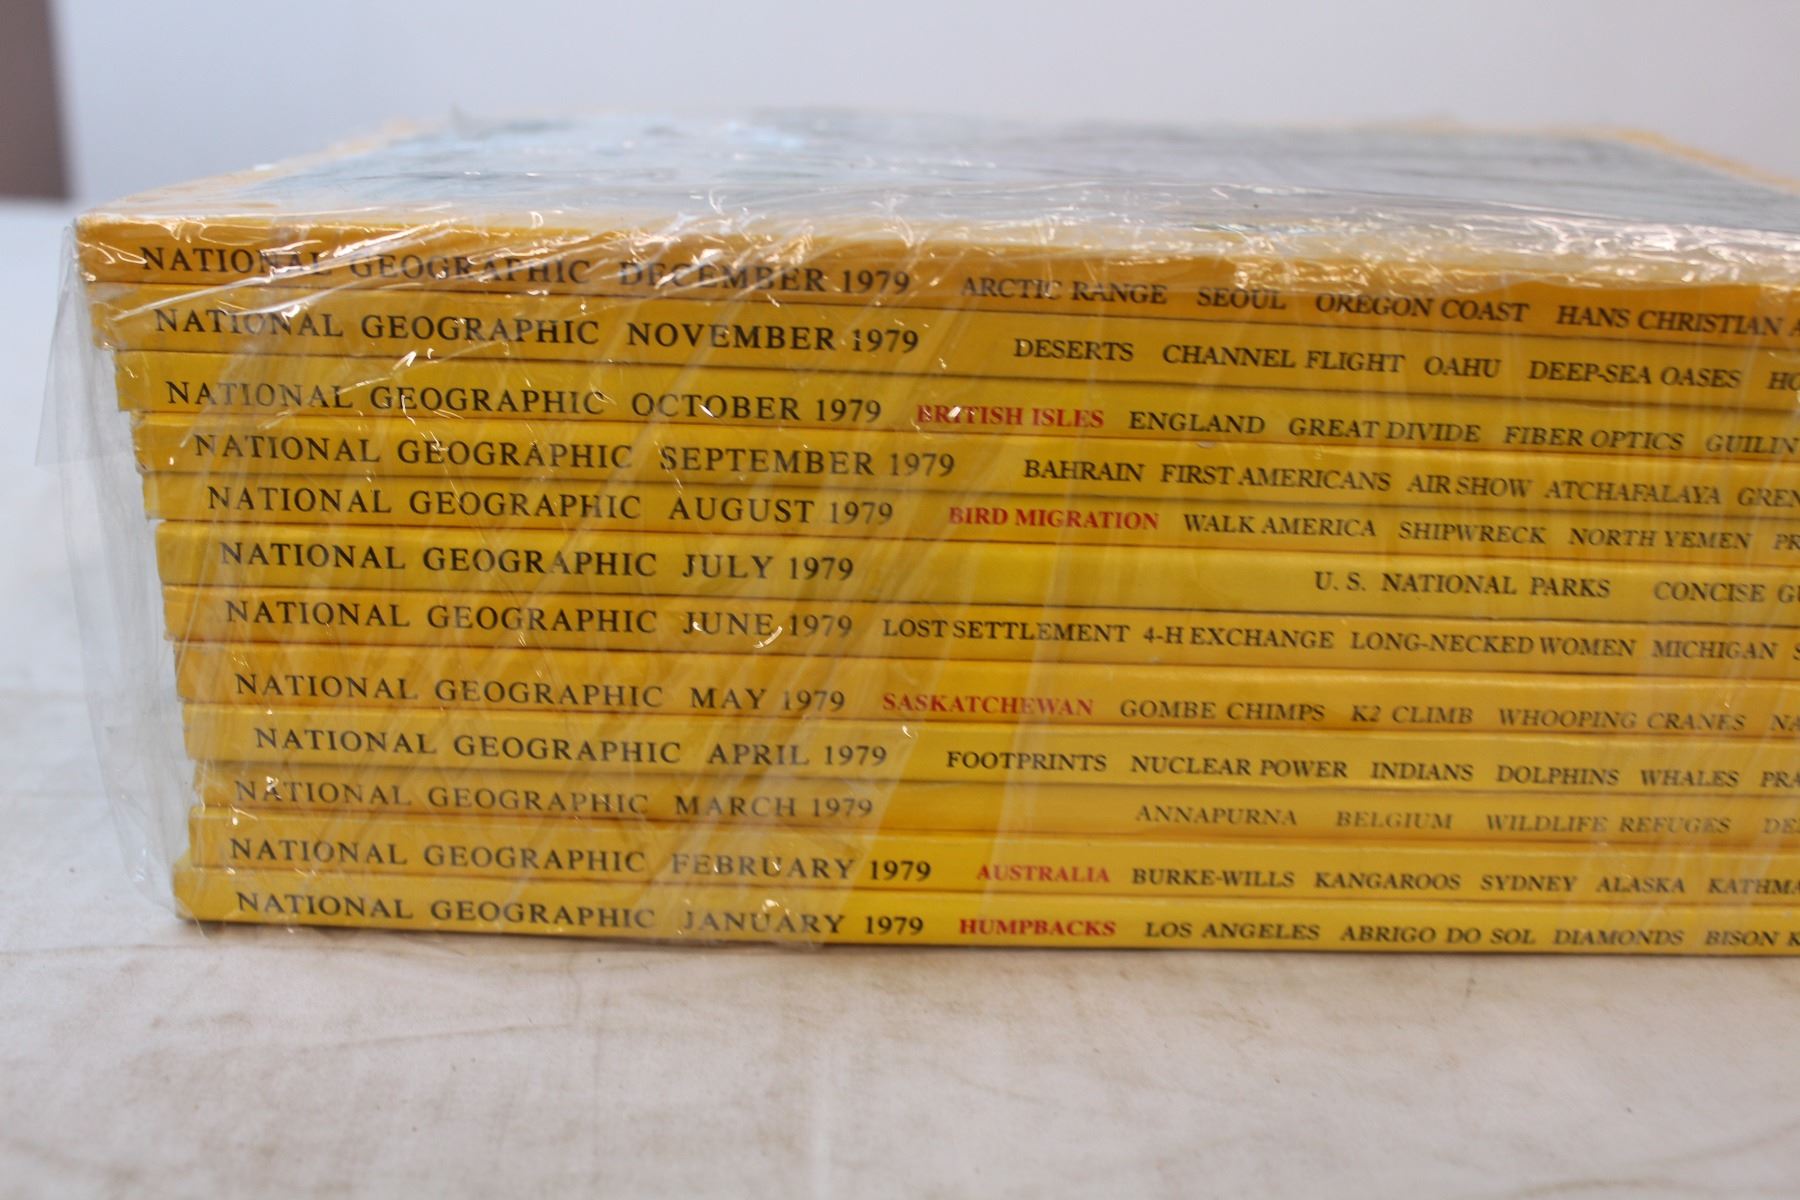 NATIONAL GEOGRAPHIC DECEMBER 1979 ARCTIC RANGE SEOUL OREGON COAST HANS CHRISTIAN
NATIONAL GEOGRAPHIC NOVEMBER 1979 DESERTS CHANNEL FLIGHT OAHU DEEP-SEA OASES
NATIONAL GEOGRAPHIC OCTOBER 1979 BRITISH ISLES ENGLAND GREAT DIVIDE FIBER OPTICS GUILIN
NATIONAL GEOGRAPHIC SEPTEMBER 1979 BAHRAIN FIRST AMERICANS AIR SHOW ATCHAFALAYA GREN
NATIONAL GEOGRAPHIC AUGUST 1979 BIRD MIGRATION WALK AMERICA SHIPWRECK NORTH YEMEN
NATIONAL GEOGRAPHIC JULY 1979 U. S. NATIONAL PARKS CONCISE
NATIONAL GEOGRAPHIC JUNE 1979 LOST SETTLEMENT 4-H EXCHANGE LONG-NECKED WOMEN MICHIGAN
NATIONAL GEOGRAPHIC MAY 1979 SASKATCHEWAN GOMBE CHIMPS K2 CLIMB WHOOPING CRANES NA
NATIONAL GEOGRAPHIC APRIL 1979 FOOTPRINTS NUCLEAR POWER INDIANS DOLPHINS WHALES PRA
NATIONAL GEOGRAPHIC MARCH 1979 ANNAPURNA BELGIUM WILDLIFE REFUGES
NATIONAL GEOGRAPHIC FEBRUARY 1979 AUSTRALIA BURKE-WILLS KANGAROOS SYDNEY ALASKA KATHMA
NATIONAL GEOGRAPHIC JANUARY 1979 HUMPBACKS LOS ANGELES ABRIGO DO SOL DIAMONDS BISON K